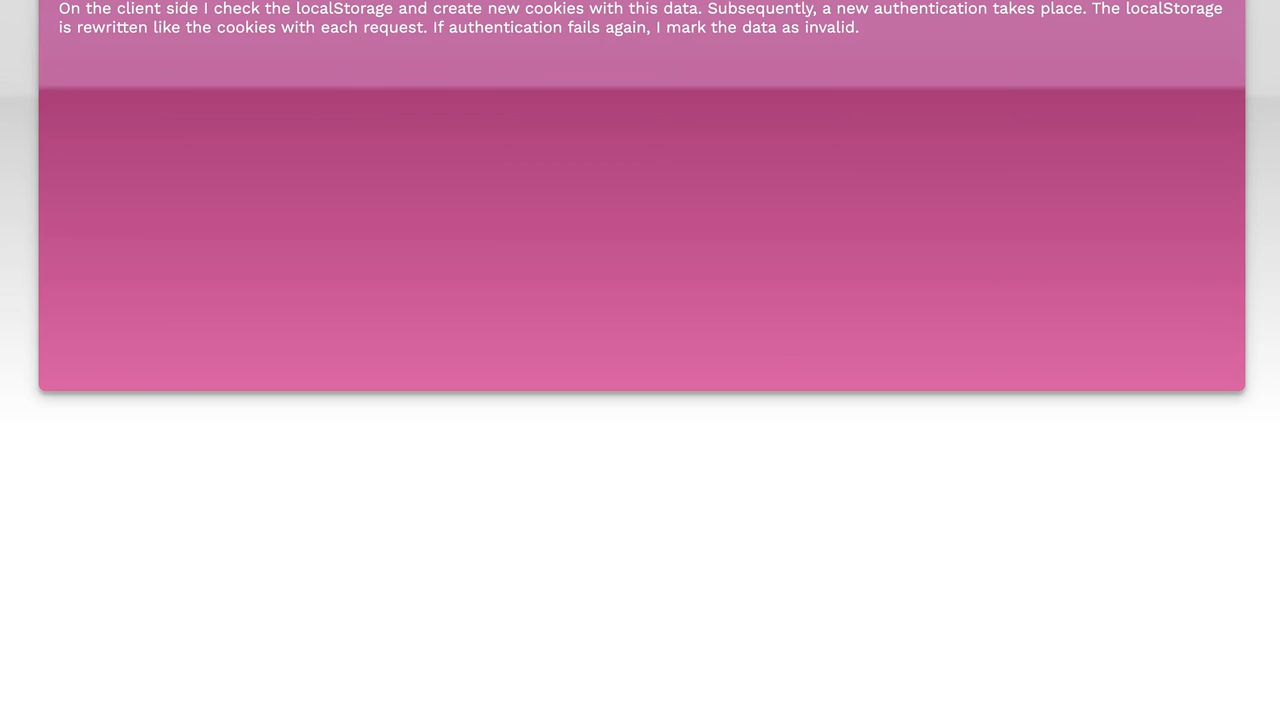 On the client side I check the localStorage and create new cookies with this data. Subsequently, a new authentication takes place. The localStorage
is rewritten like the cookies with each request. If authentication fails again, I mark the data as invalid.